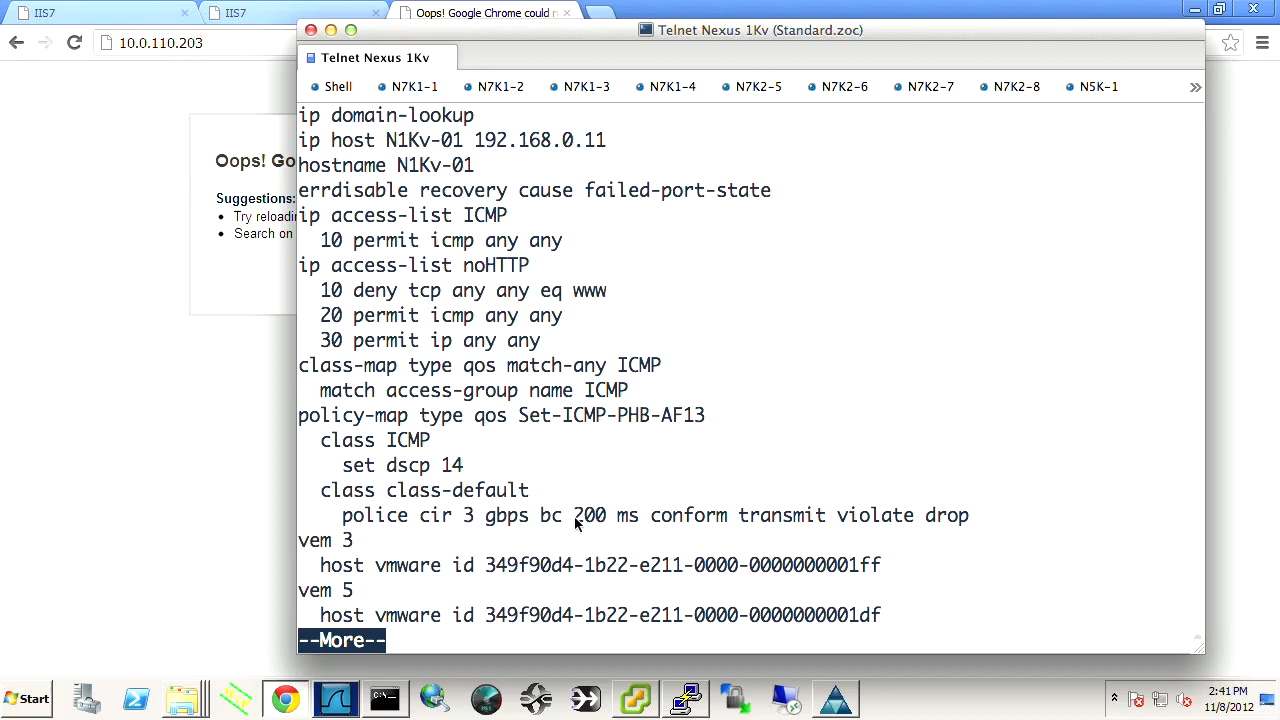 IIS7
IIS7
Oops! Google Chrome could n
10.0.110.203
Telnet Nexus 1Kv (Standard.zoc)
Telnet Nexus 1Kv
Shell N7K1-1 N7K1-2 N7K1-3 N7K1-4 N7K2-5 N7K2-6 N7K2-7 N7K2-8 N5K-1 »
Oops! Go
Suggestions:
Try reloadin
Search on
ip domain-lookup
ip host N1Kv-01 192.168.0.11
hostname N1Kv-01
errdisable recovery cause failed-port-state
ip access-list ICMP
10 permit icmp any any
ip access-list noHTTP
10 deny tcp any any eq www
20 permit icmp any any
30 permit ip any any
class-map type qos match-any ICMP
match access-group name ICMP
policy-map type qos Set-ICMP-PHB-AF13
class ICMP
set dscp 14
class class-default
police cir 3 gbps bc 200 ms conform transmit violate drop
vem 3
host vmware id 349f90d4-1b22-e211-0000-0000000001ff
vem 5
host vmware id 349f90d4-1b22-e211-0000-0000000001df
--More--
Start
2:41 PM
11/8/2012